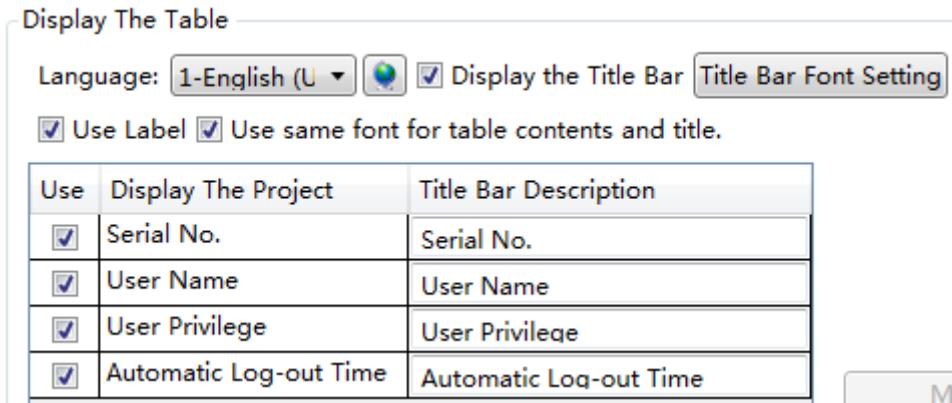 Display The Table
Language: 1-English (U Display the Title Bar Title Bar Font Setting
Use Label Use same font for table contents and title.
Use Display The Project Title Bar Description
Serial No. Serial No.
User Name User Name
User Privilege User Privilege
Automatic Log-out Time Automatic Log-out Time
M